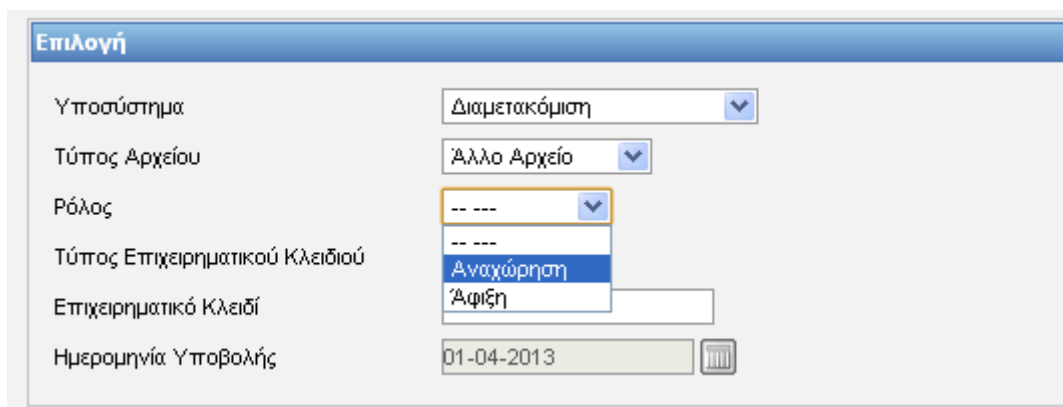 Επιλογή
Υποσύστημα Διαμετακόμιση
Τύπος Αρχείου Άλλο Αρχείο
Ρόλος -- ---
-- ---
Τύπος Επιχειρηματικού Κλειδιού Αναχώρηση
Επιχειρηματικό Κλειδί Άφιξη
Ημερομηνία Υποβολής 01-04-2013